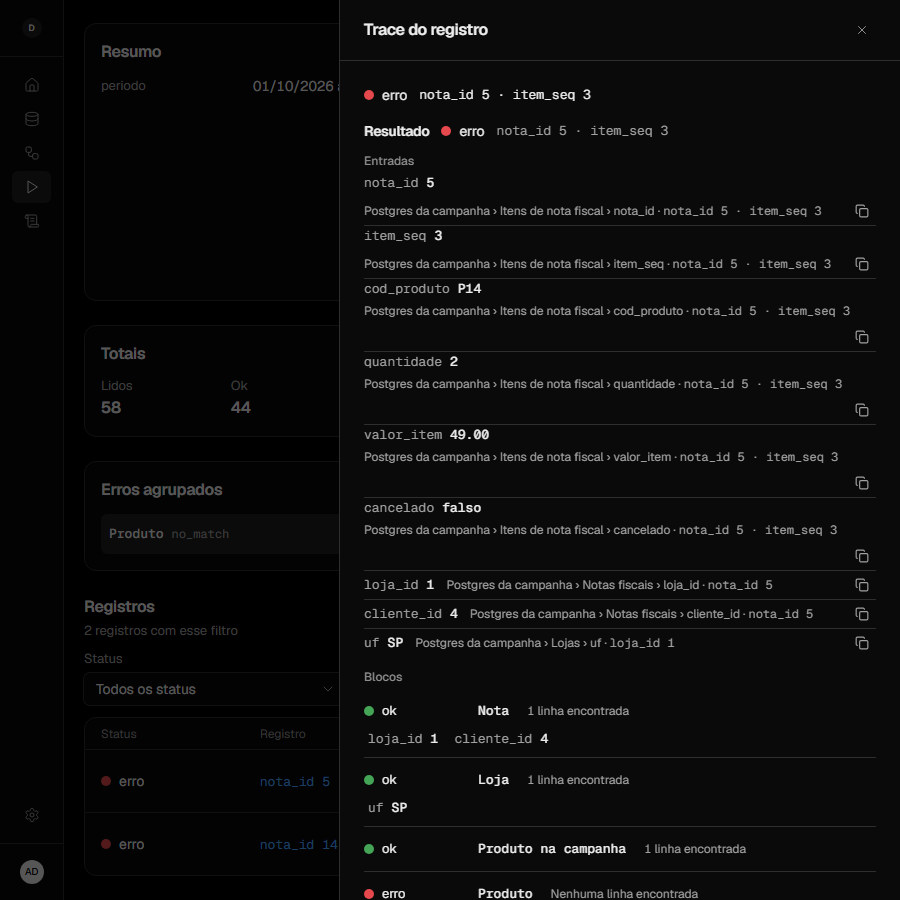 D
Resumo
periodo
01/10/2026
Totais
Lidos
Ok
58
44
Erros agrupados
Produto no_match
Registros
2 registros com esse filtro
Status
Todos os status
Status
Registro
erro
nota_id 5
erro
nota_id 14
AD
Trace do registro
erro nota_id 5 · item_seq 3
Resultado erro nota_id 5 · item_seq 3
Entradas
nota_id 5
Postgres da campanha › Itens de nota fiscal › nota_id · nota_id 5 · item_seq 3
item_seq 3
Postgres da campanha › Itens de nota fiscal › item_seq · nota_id 5 · item_seq 3
cod_produto P14
Postgres da campanha › Itens de nota fiscal › cod_produto · nota_id 5 · item_seq 3
quantidade 2
Postgres da campanha › Itens de nota fiscal › quantidade · nota_id 5 · item_seq 3
valor_item 49.00
Postgres da campanha › Itens de nota fiscal › valor_item · nota_id 5 · item_seq 3
cancelado falso
Postgres da campanha › Itens de nota fiscal › cancelado · nota_id 5 · item_seq 3
loja_id 1 Postgres da campanha › Notas fiscais › loja_id · nota_id 5
cliente_id 4 Postgres da campanha › Notas fiscais › cliente_id · nota_id 5
uf SP Postgres da campanha › Lojas › uf · loja_id 1
Blocos
ok Nota 1 linha encontrada
loja_id 1 cliente_id 4
ok Loja 1 linha encontrada
uf SP
ok Produto na campanha 1 linha encontrada
erro Produto Nenhuma linha encontrada